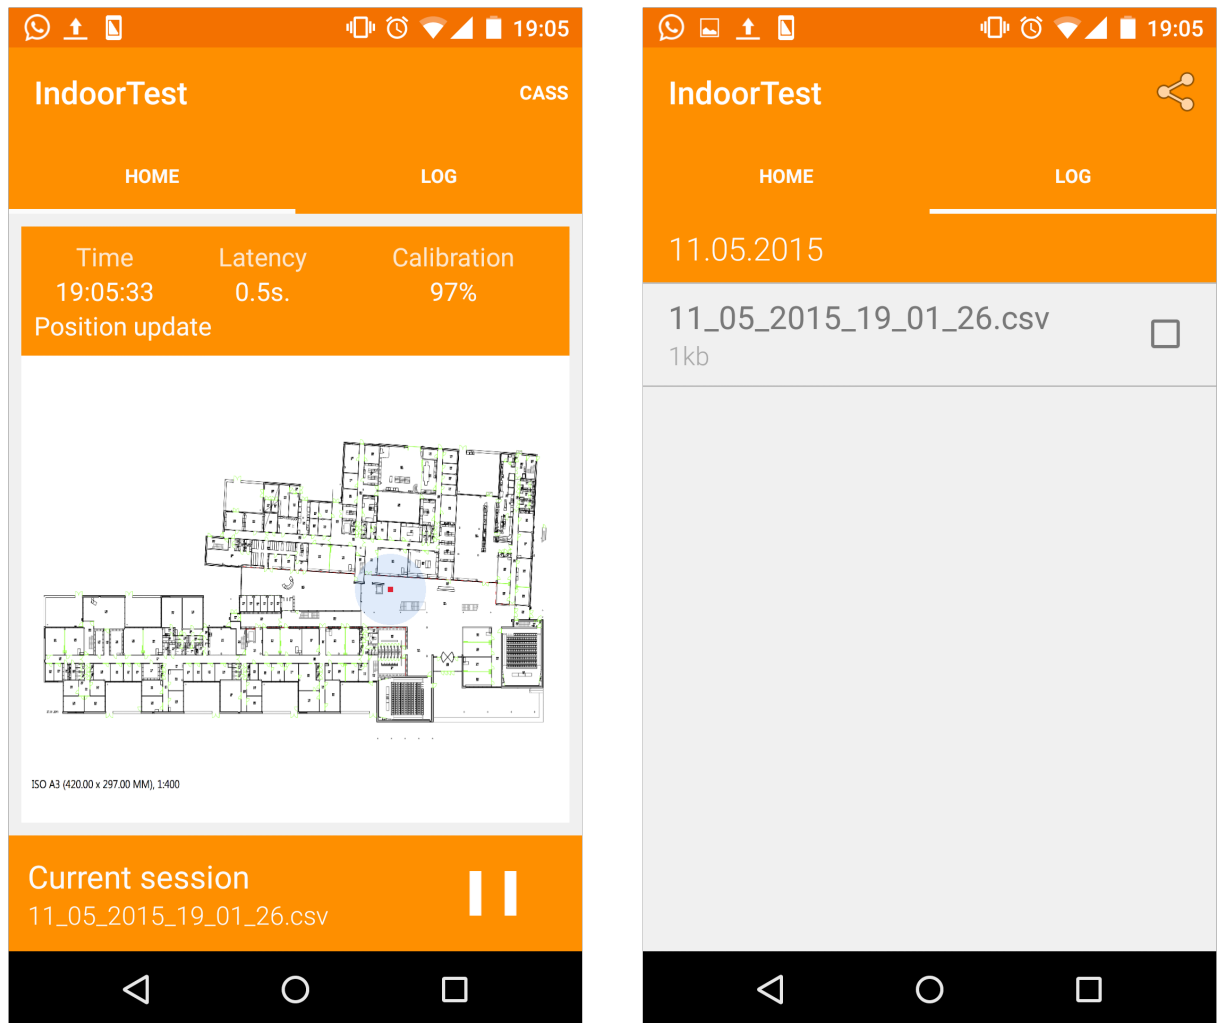 19:05
IndoorTest
CASS
HOME
LOG
Time
Latency
Calibration
19:05:33
0.5s.
97%
Position update
ISO A3 (420.00 x 297.00 MM), 1:400
Current session
11_05_2015_19_01_26.csv
19:05
IndoorTest
HOME
LOG
11.05.2015
11_05_2015_19_01_26.csv
1kb